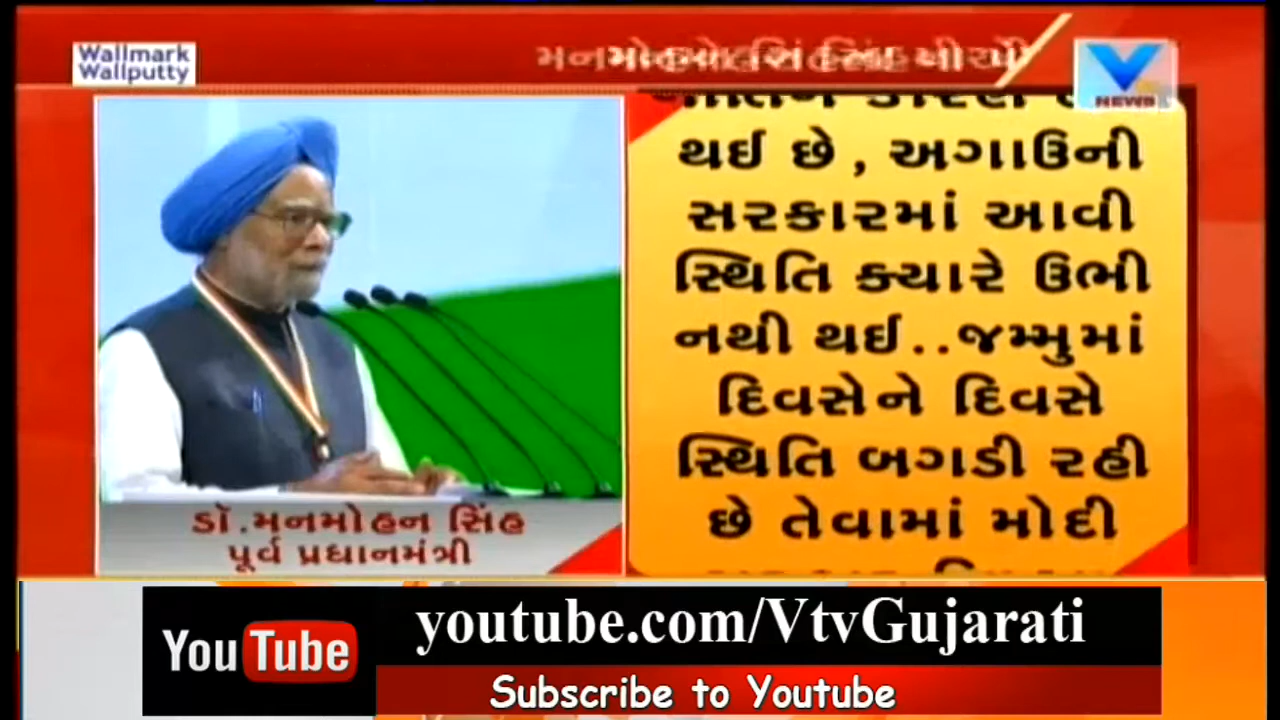 Wallmark
Wallputty
NEWS
થઈ છે, અગાઉની
સરકારમાં આવી
સ્થિતિ ક્યારે ઉભી
નથી થઈ..જમ્મુમાં
દિવસેને દિવસે
સ્થિતિ બગડી રહી
છે તેવામાં મોદી
ડૉ.મનમોહન સિંહ
પૂર્વ પ્રધાનમંત્રી
YouTube
youtube.com/VtvGujarati
Subscribe to Youtube